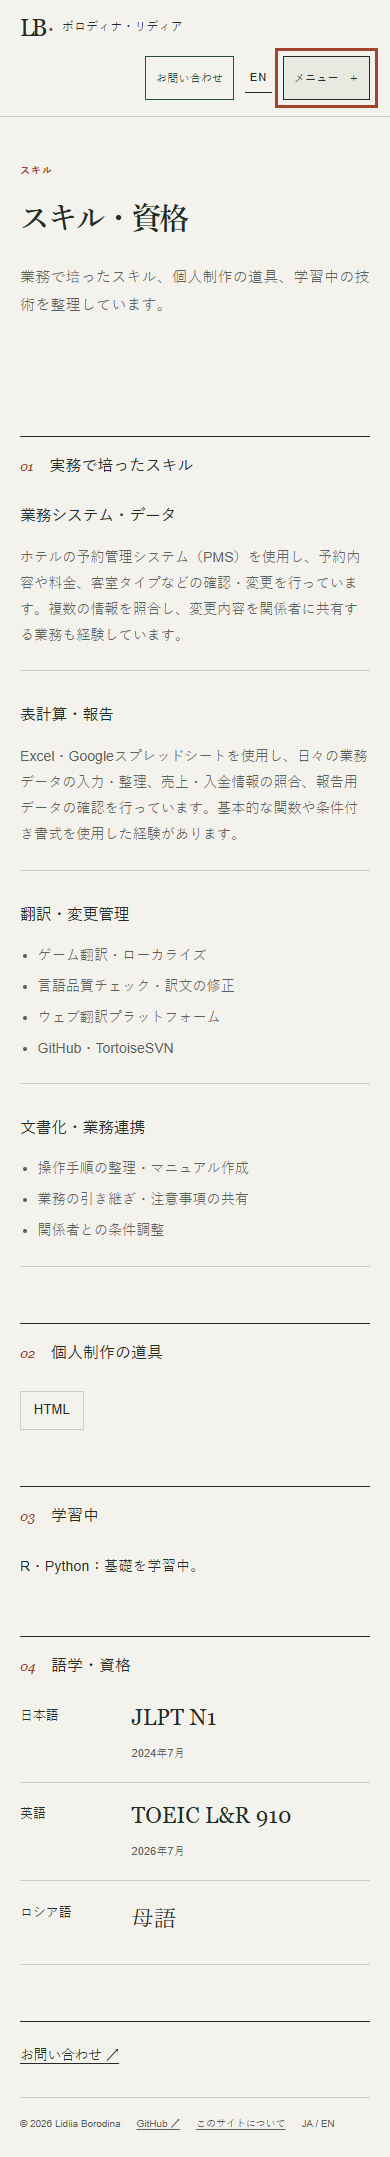 LB• ボロディナ・リディア
お問い合わせ EN メニュー +
スキル
スキル・資格
業務で培ったスキル、個人制作の道具、学習中の技
術を整理しています。
01 実務で培ったスキル
業務システム・データ
ホテルの予約管理システム（PMS）を使用し、予約内
容や料金、客室タイプなどの確認・変更を行っていま
す。複数の情報を照合し、変更内容を関係者に共有す
る業務も経験しています。
表計算・報告
Excel・Googleスプレッドシートを使用し、日々の業務
データの入力・整理、売上・入金情報の照合、報告用
データの確認を行っています。基本的な関数や条件付
き書式を使用した経験があります。
翻訳・変更管理
• ゲーム翻訳・ローカライズ
• 言語品質チェック・訳文の修正
• ウェブ翻訳プラットフォーム
• GitHub・TortoiseSVN
文書化・業務連携
• 操作手順の整理・マニュアル作成
• 業務の引き継ぎ・注意事項の共有
• 関係者との条件調整
02 個人制作の道具
HTML
03 学習中
R・Python：基礎を学習中。
04 語学・資格
日本語 JLPT N1
2024年7月
英語 TOEIC L&R 910
2026年7月
ロシア語 母語
お問い合わせ ↗
© 2026 Lidiia Borodina GitHub ↗ このサイトについて JA / EN